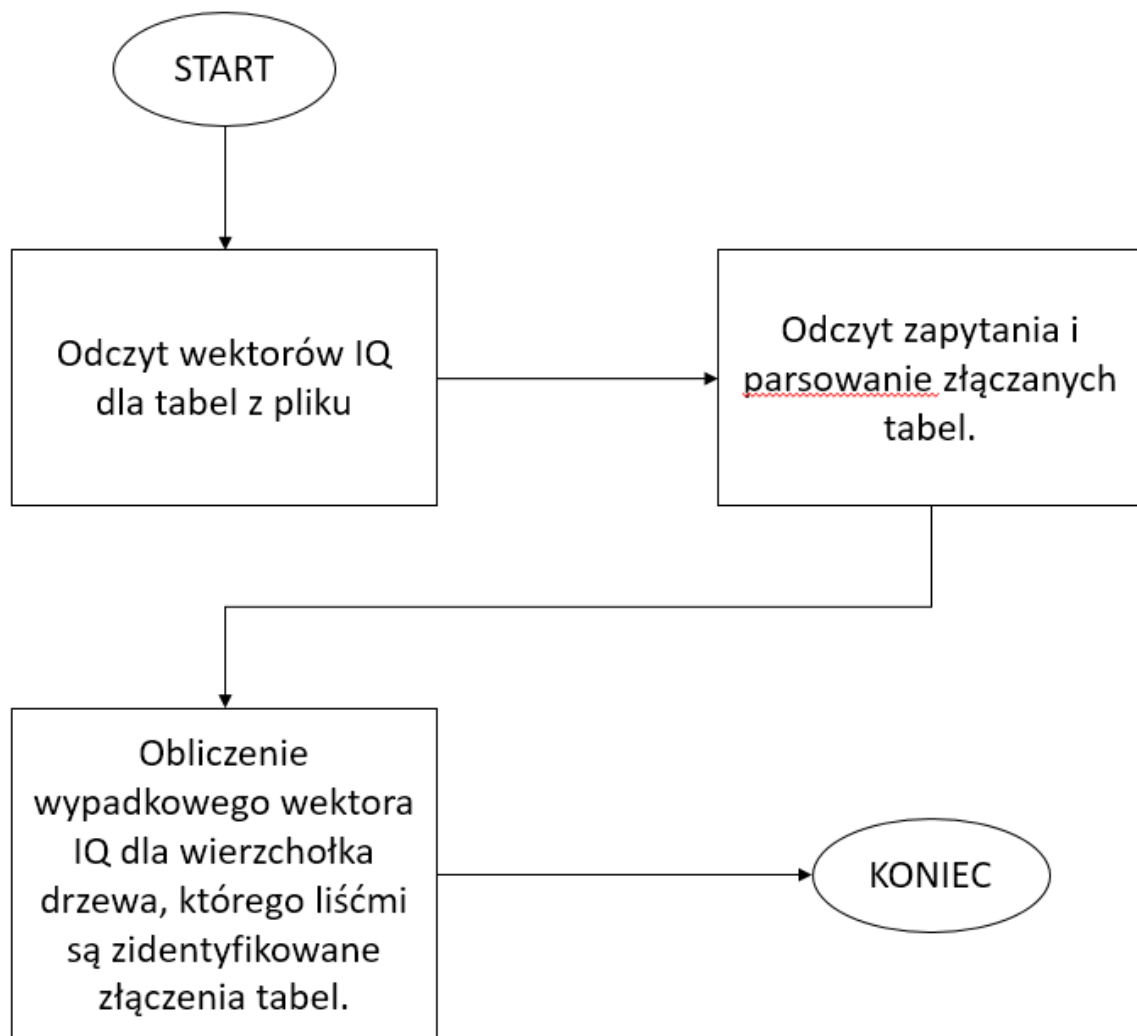 START
Odczyt wektorów IQ
dla tabel z pliku
Odczyt zapytania i
parsowanie złączanych
tabel.
Obliczenie
wypadkowego wektora
IQ dla wierzchołka
drzewa, którego liśćmi
są zidentyfikowane
złączenia tabel.
KONIEC